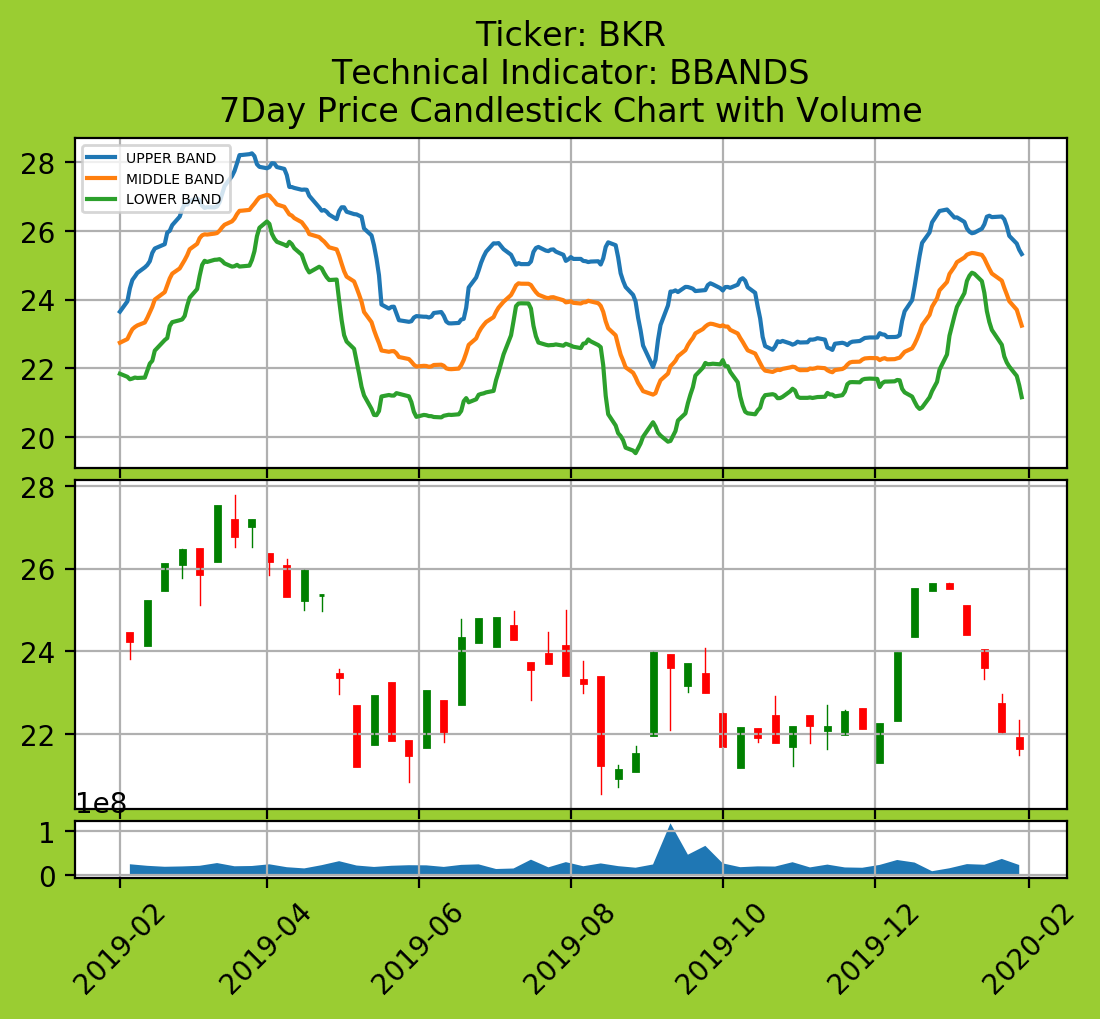 Ticker: BKR
Technical Indicator: BBANDS
7Day Price Candlestick Chart with Volume
UPPER BAND
MIDDLE BAND
LOWER BAND
28
26
24
22
20
28
26
24
22
1e8
1
0
2019-02
2019-04
2019-06
2019-08
2019-10
2019-12
2020-02